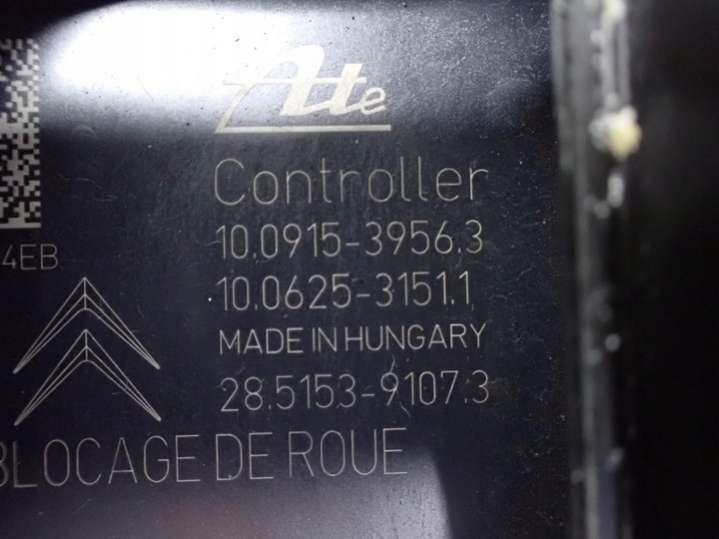 Ate
Controller
10.0915-3956.3
4EB
10.0625-3151.1
MADE IN HUNGARY
28.5153-9107.3
BLOCAGE DE ROUE